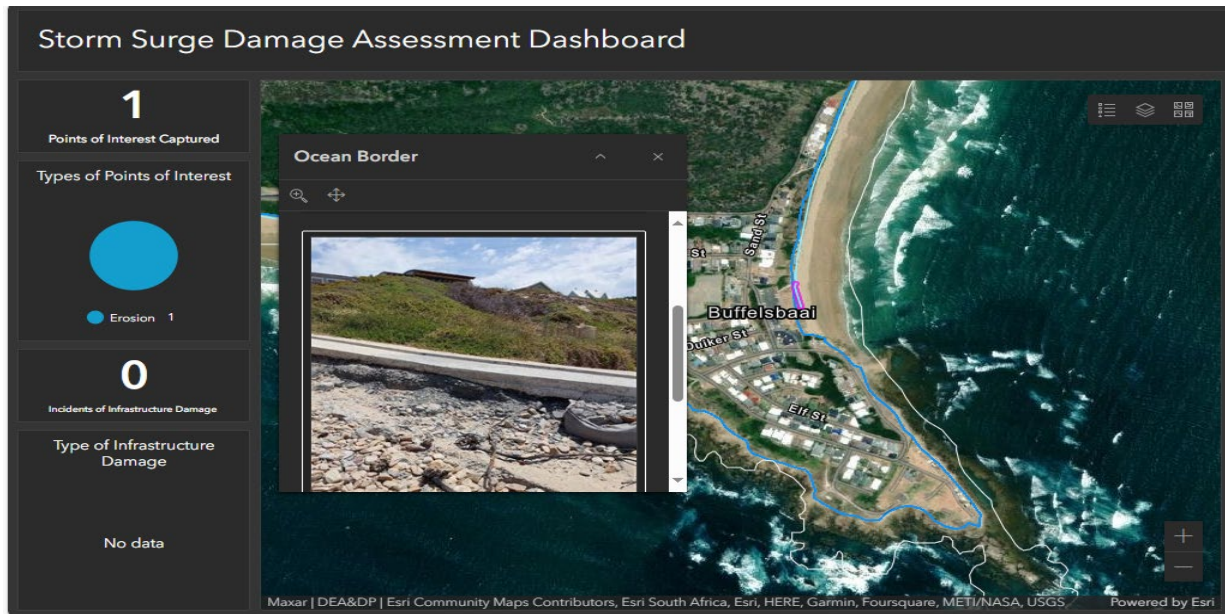 Storm Surge Damage Assessment Dashboard
1
Points of Interest Captured
Types of Points of Interest
Erosion 1
0
Incidents of Infrastructure Damage
Type of Infrastructure
Damage
No data
Ocean Border
Sand St
St
Buffelsbaai
Duiker St
Elf St
Maxar | DEA&DP | Esri Community Maps Contributors, Esri South Africa, Esri, HERE, Garmin, Foursquare, METI/NASA, USGS
Powered by Esri